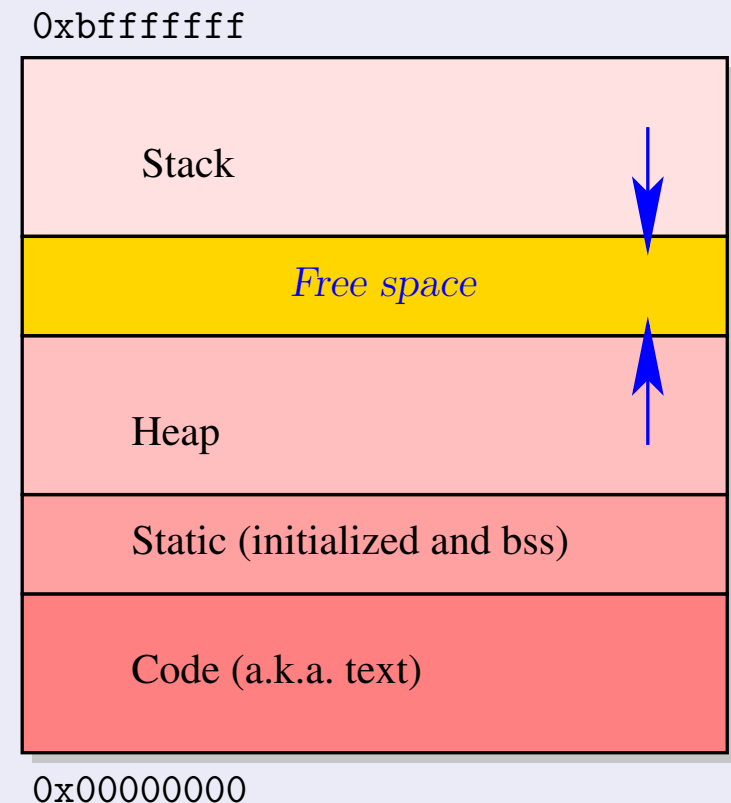 0xbfffffff
Stack
Free space
Heap
Static (initialized and bss)
Code (a.k.a. text)
0x00000000